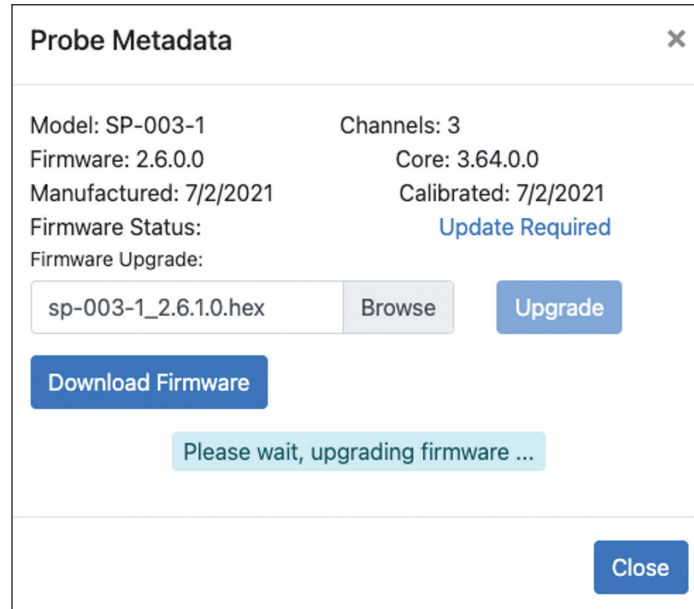 Probe Metadata ×
Model: SP-003-1 Channels: 3
Firmware: 2.6.0.0 Core: 3.64.0.0
Manufactured: 7/2/2021 Calibrated: 7/2/2021
Firmware Status: Update Required
Firmware Upgrade:
sp-003-1_2.6.1.0.hex Browse Upgrade
Download Firmware
Please wait, upgrading firmware ...
Close